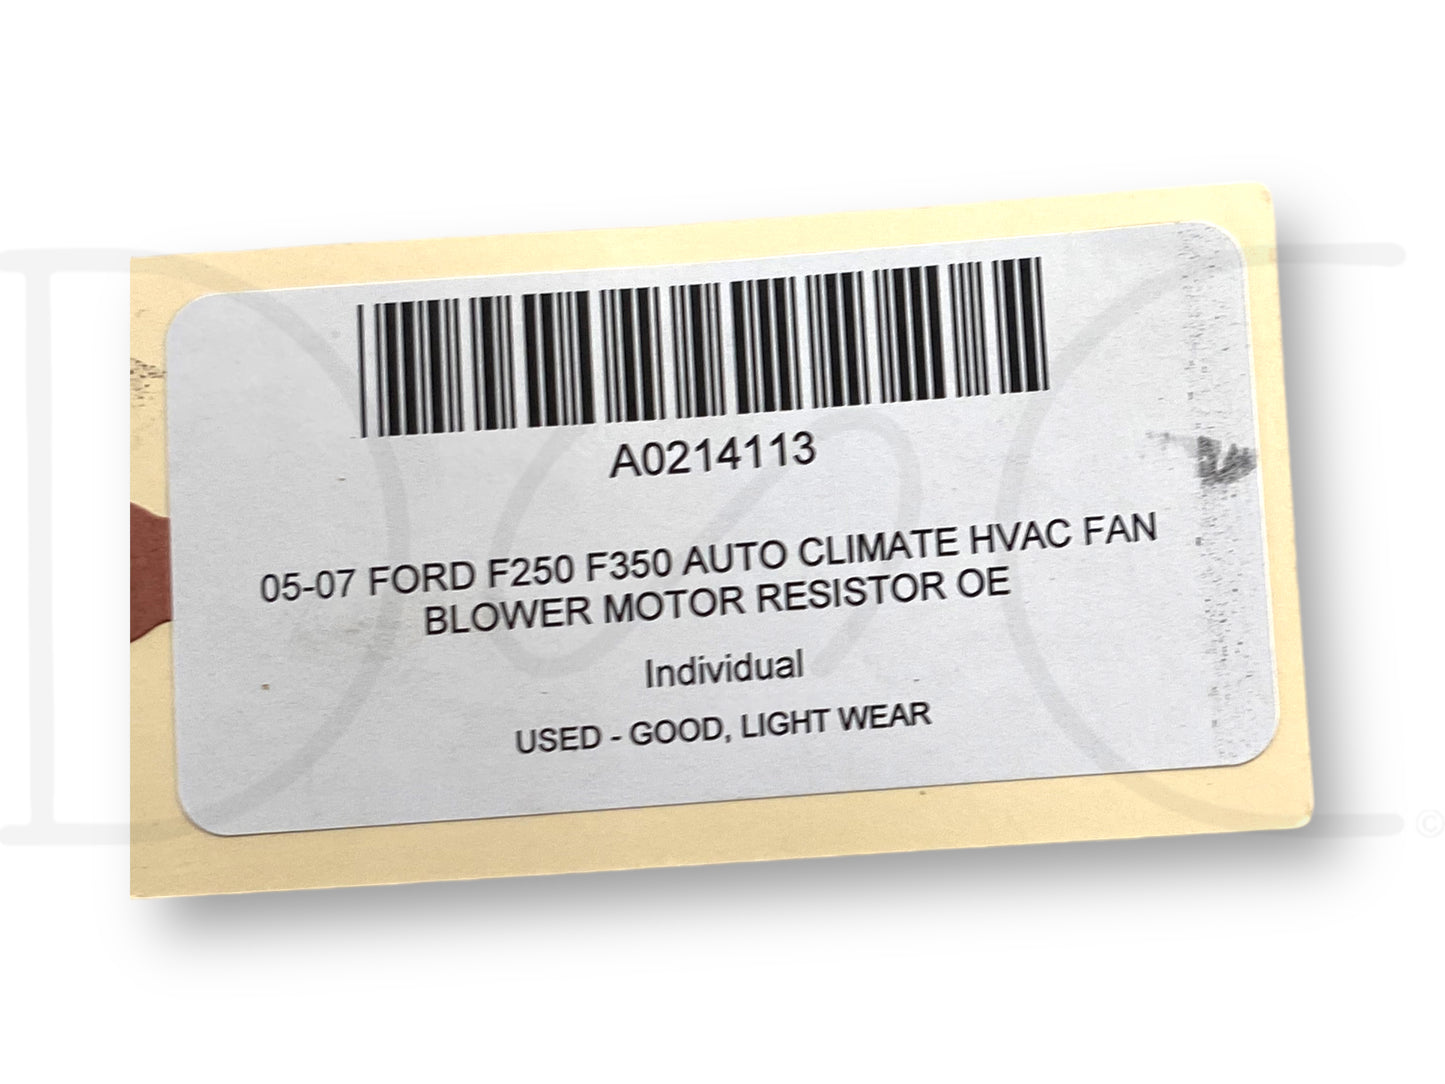 A0214113
05-07 FORD F250 F350 AUTO CLIMATE HVAC FAN
BLOWER MOTOR RESISTOR OE
Individual
USED - GOOD, LIGHT WEAR
©